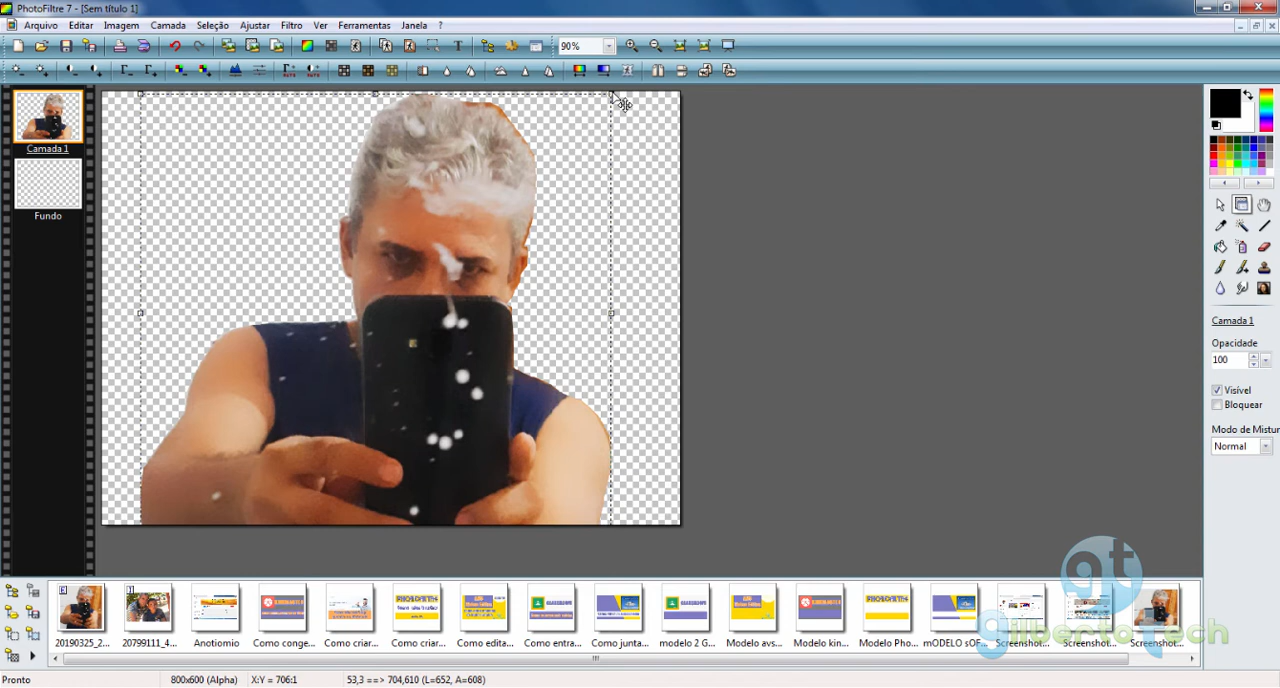 PhotoFiltre 7 - [Sem título 1]
Arquivo Editar Imagem Camada Seleção Ajustar Filtro Ver Ferramentas Janela ?
90%
Camada 1
Fundo
Camada 1
Opacidade
100
Visível
Bloquear
Modo de Mistur
Normal
20190325_2... 20799111_4... Anotiomio Como conge... Como criar... Como criar... Como edita... Como entra... Como junta... modelo 2 G... Modelo avs... Modelo kin... Modelo Pho... mODELO sOF... Screenshot... Screenshot... Screenshot...
gt
gilbertoTech
Pronto 800x600 (Alpha) X:Y = 706:1 53,3 ==> 704,610 (L=652, A=608)